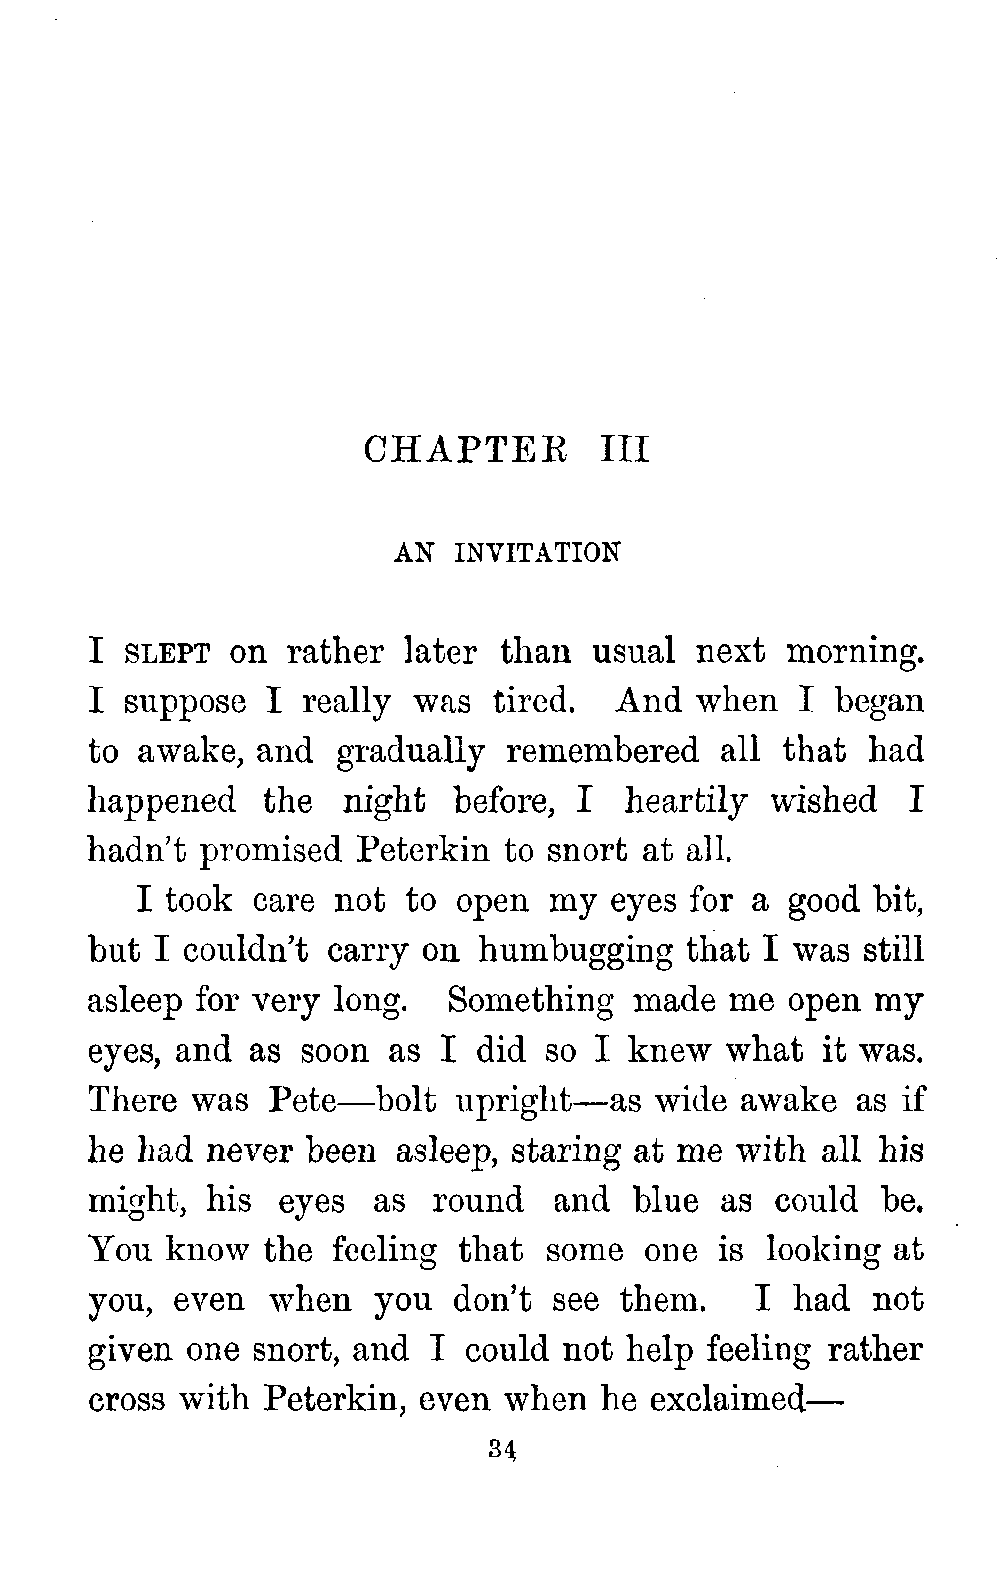 CHAPTER III
AN INVITATION
I SLEPT on rather later than usual next morning.
I suppose I really was tired. And when I began
to awake, and gradually remembered all that had
happened the night before, I heartily wished I
hadn't promised Peterkin to snort at all.
I took care not to open my eyes for a good bit,
but I couldn't carry on humbugging that I was still
asleep for very long. Something made me open my
eyes, and as soon as I did so I knew what it was.
There was Pete—bolt upright—as wide awake as if
he had never been asleep, staring at me with all his
might, his eyes as round and blue as could be.
You know the feeling that some one is looking at
you, even when you don't see them. I had not
given one snort, and I could not help feeling rather
cross with Peterkin, even when he exclaimed—
34